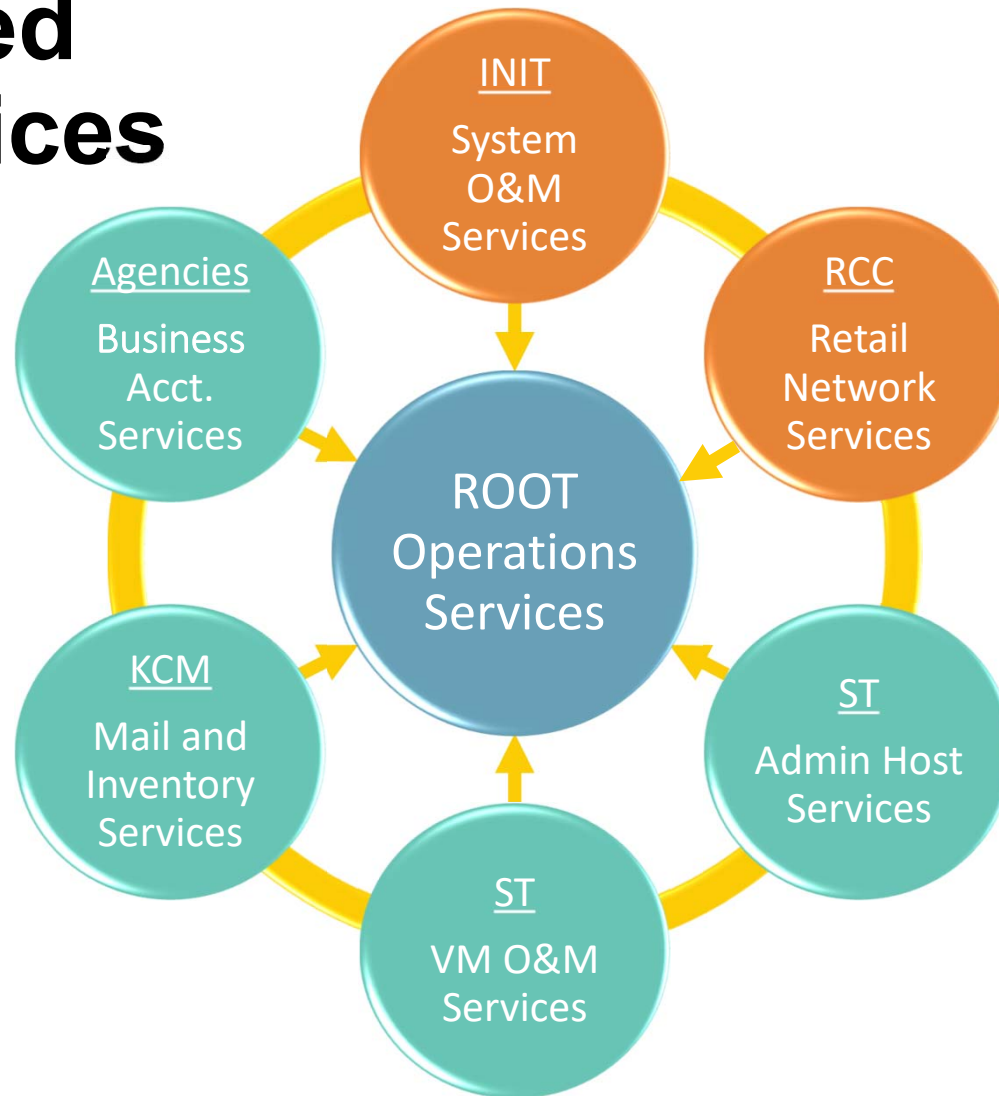 ed
ices
INIT
System
O&M
Services
RCC
Retail
Network
Services
Agencies
Business
Acct.
Services
ROOT
Operations
Services
KCM
Mail and
Inventory
Services
ST
Admin Host
Services
ST
VM O&M
Services